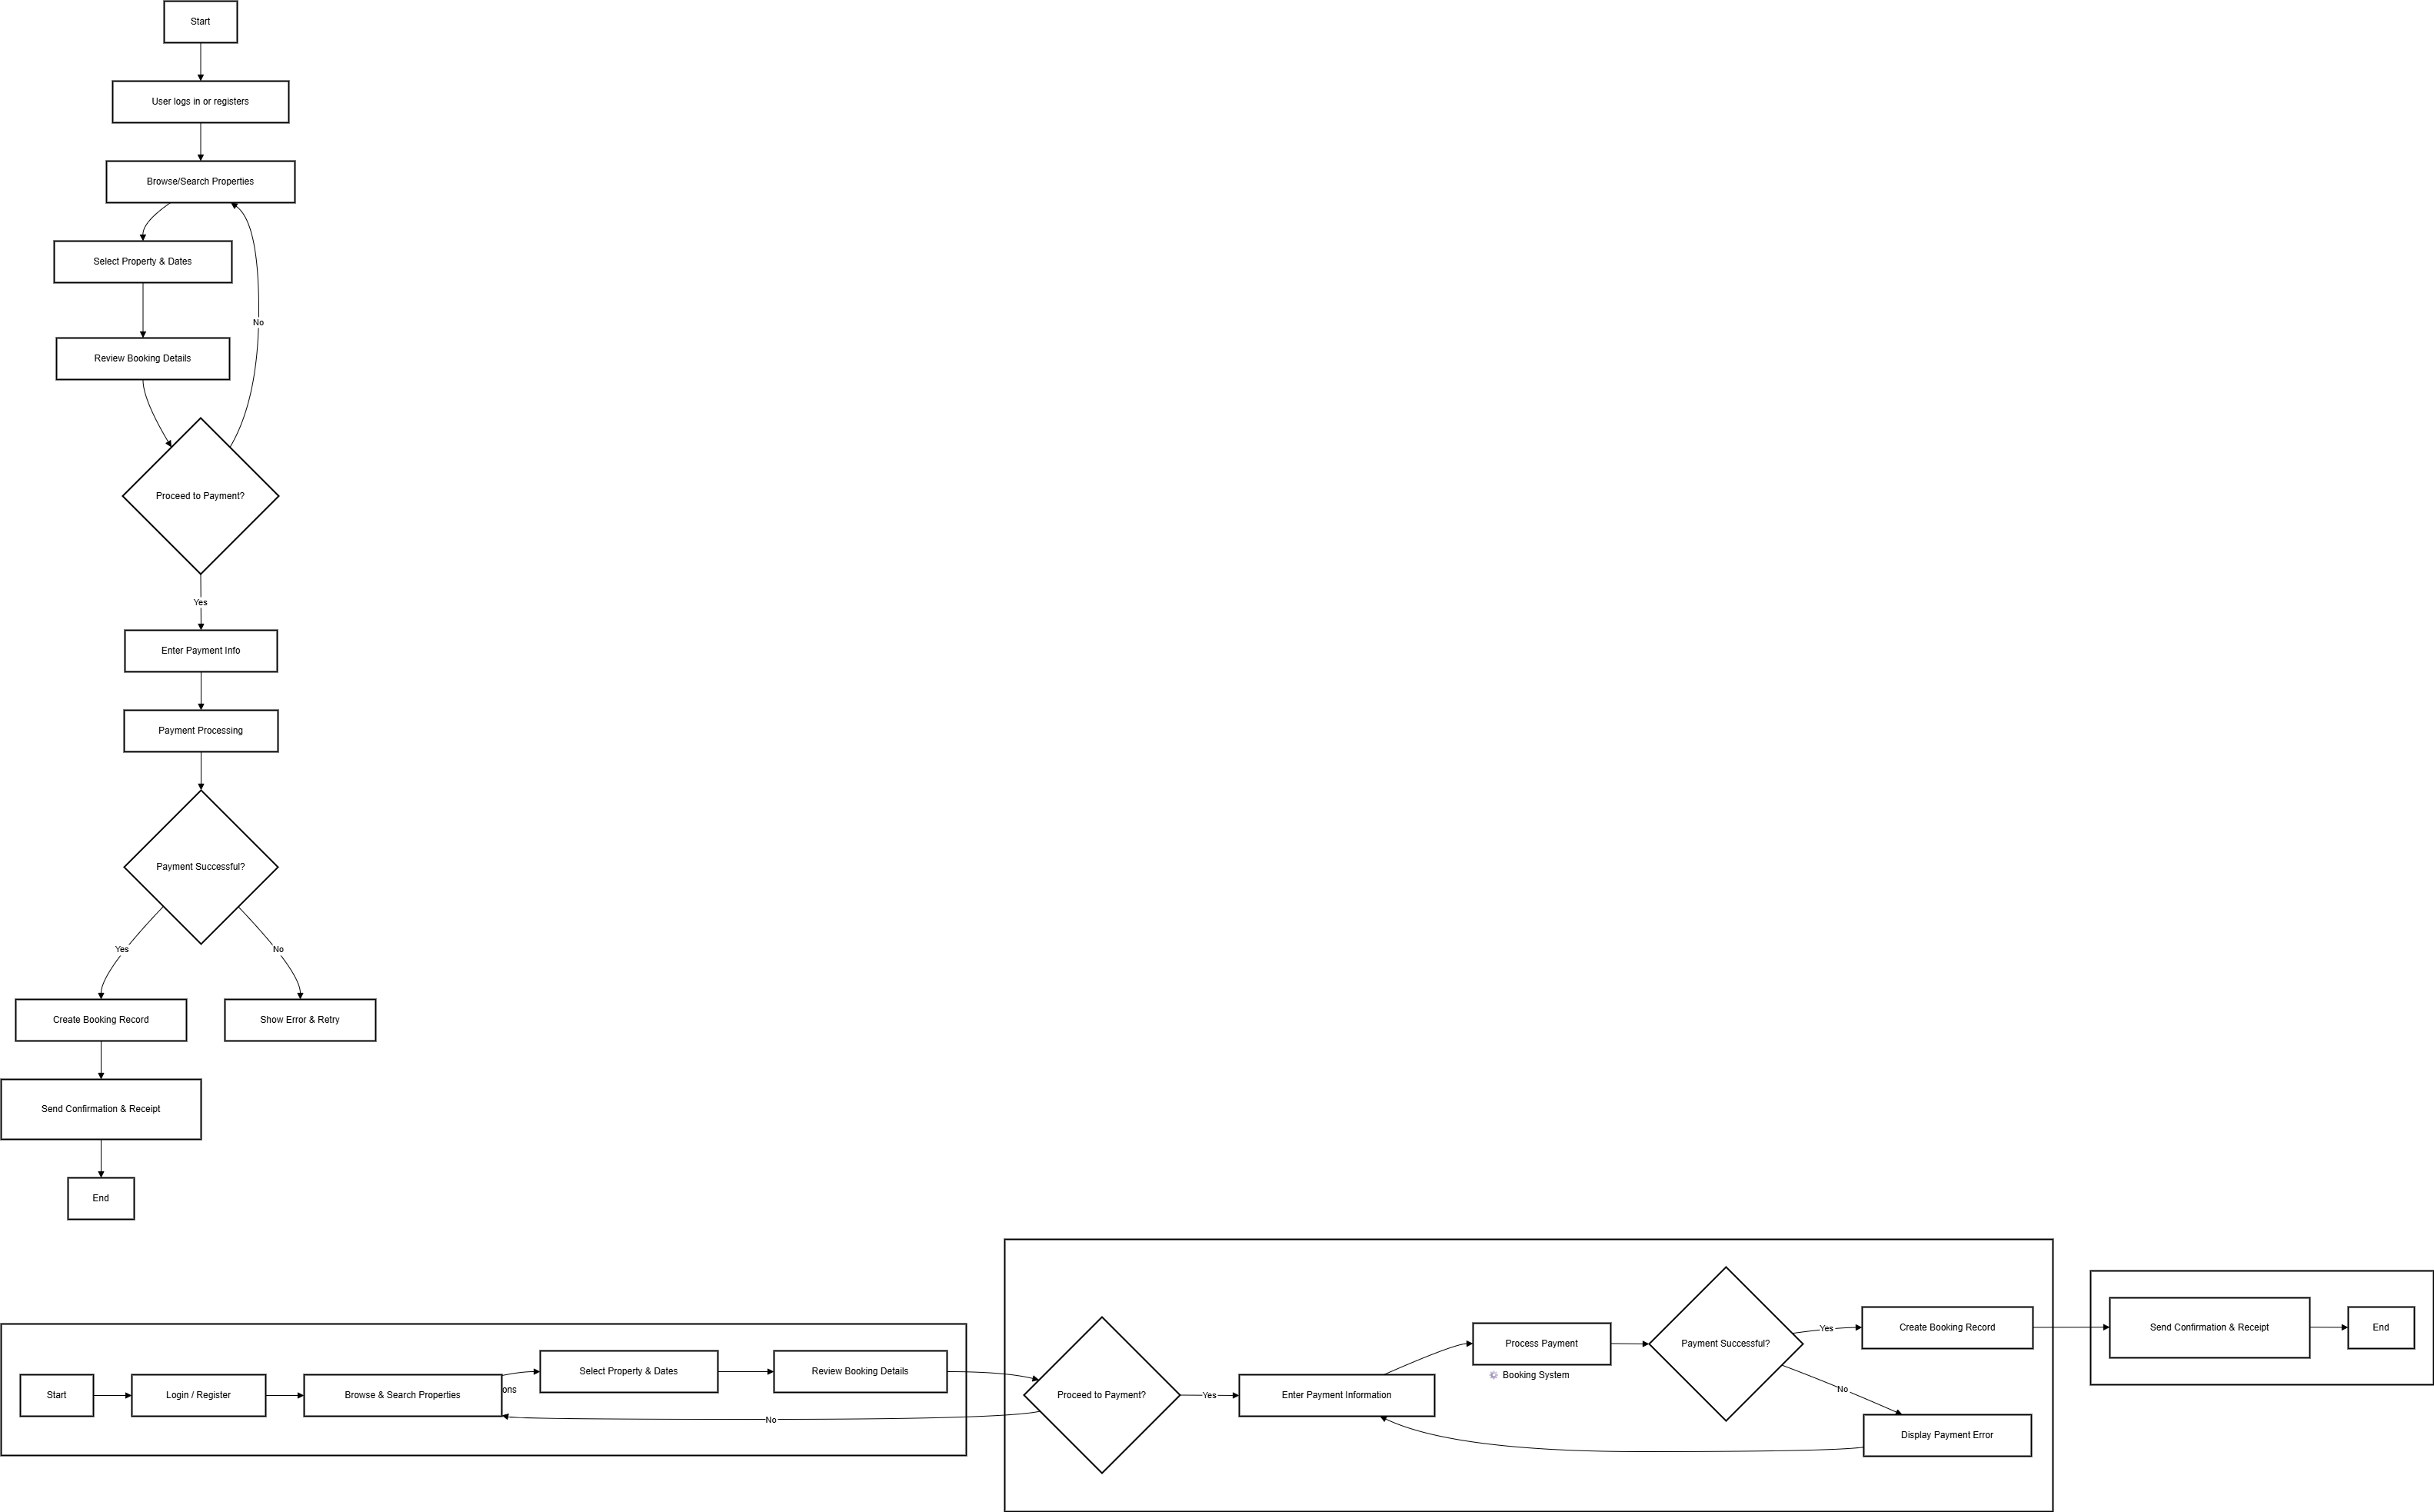 Start
User logs in or registers
Browse/Search Properties
Select Property & Dates
No
Review Booking Details
Proceed to Payment?
Yes
Enter Payment Info
Payment Processing
Payment Successful?
Yes
No
Create Booking Record
Show Error & Retry
Send Confirmation & Receipt
End
Start
Login / Register
Browse & Search Properties
ons
Select Property & Dates
Review Booking Details
No
Proceed to Payment?
Yes
Enter Payment Information
Process Payment
Booking System
Payment Successful?
Yes
No
Create Booking Record
Display Payment Error
Send Confirmation & Receipt
End